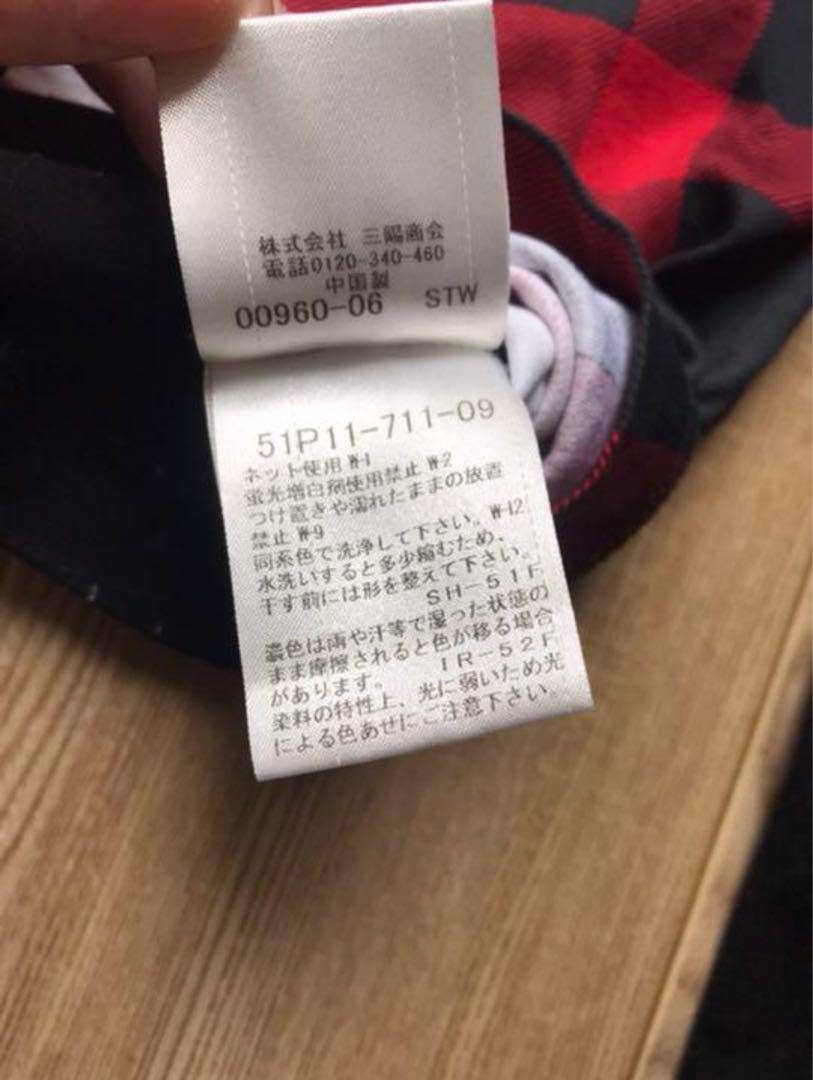 株式会社 三陽商会
電話0120-340-460
中国製
00960-06 STW
51P11-711-09
ネット使用 W-1
蛍光増白剤使用禁止 W-2
つけ置きや濡れたままの放置
禁止 W-9
同系色で洗浄して下さい。W-12
水洗いすると多少縮むため、
干す前には形を整えて下さい。
SH-51F
濃色は雨や汗等で湿った状態の
まま摩擦されると色が移る場合
があります。 IR-52F
染料の特性上、光に弱いため光
による色あせにご注意下さい。